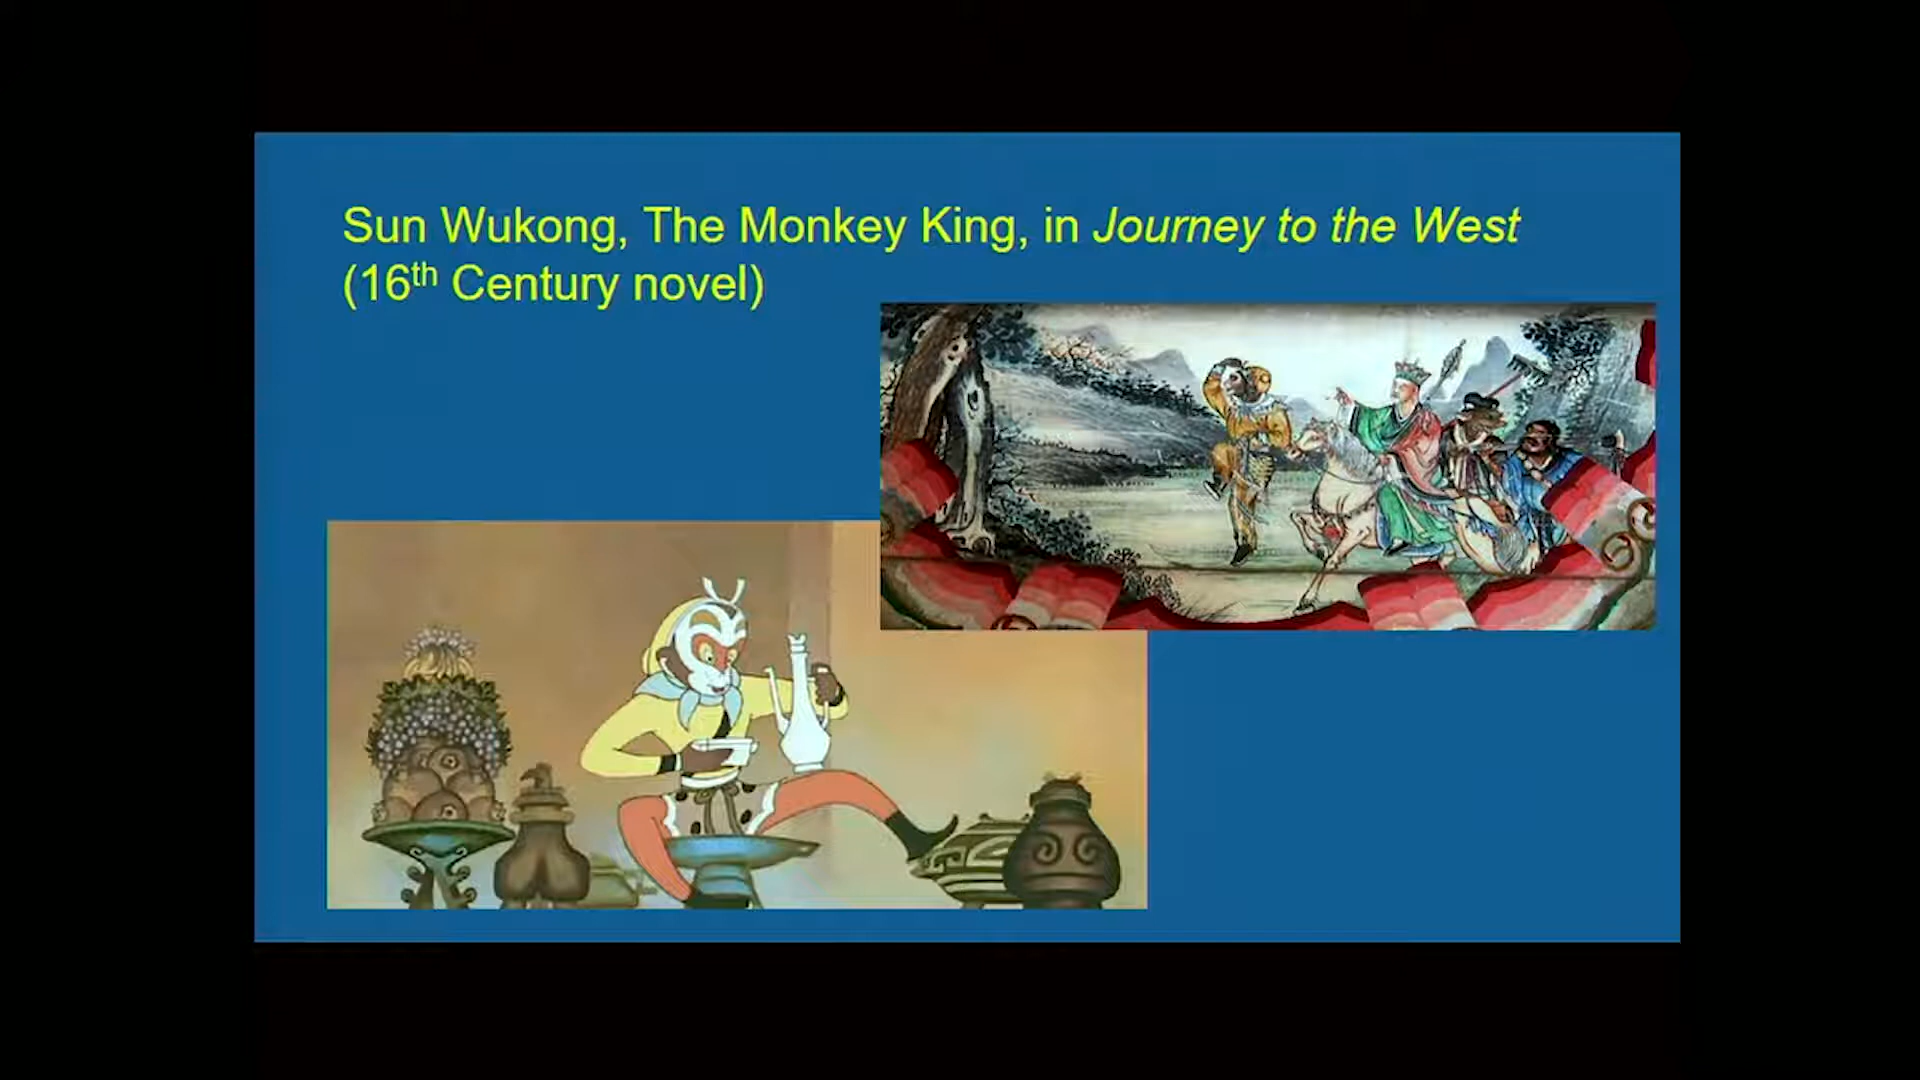 Sun Wukong, The Monkey King, in Journey to the West
(16th Century novel)